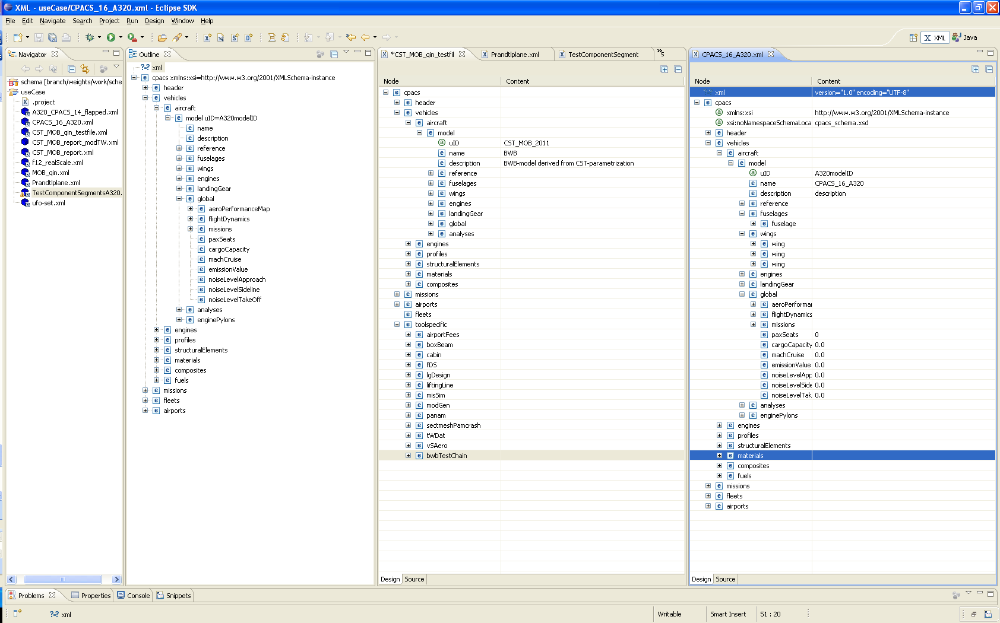 XML - useCase/CPACS_16_A320.xml - Eclipse SDK
File Edit Navigate Search Project Run Design Window Help
XML Java
Navigator
schema [branch/weights/work/sche
useCase
.project
A320_CPACS_14_flapped.xml
CPACS_16_A320.xml
CST_MOB_qin_testfile.xml
CST_MOB_report_modTW.xml
CST_MOB_report.xml
f12_realScale.xml
MOB_qin.xml
Prandtlplane.xml
TestComponentSegmentsA320.
ufo-set.xml
Outline
?-? xml
cpacs xmlns:xsi=http://www.w3.org/2001/XMLSchema-instance
header
vehicles
aircraft
model uID=A320modelID
name
description
reference
fuselages
wings
engines
landingGear
global
aeroPerformanceMap
flightDynamics
missions
paxSeats
cargoCapacity
machCruise
emissionValue
noiseLevelApproach
noiseLevelSideline
noiseLevelTakeOff
analyses
enginePylons
engines
profiles
structuralElements
materials
composites
fuels
missions
fleets
airports
*CST_MOB_qin_testfil Prandtlplane.xml TestComponentSegment »5
Node Content
cpacs
header
vehicles
aircraft
model
uID CST_MOB_2011
name BWB
description BWB-model derived from CST-parametrization
reference
fuselages
wings
engines
landingGear
global
analyses
engines
profiles
structuralElements
materials
composites
missions
airports
fleets
toolspecific
airportFees
boxBeam
cabin
fDS
lgDesign
liftingLine
misSim
modGen
panam
sectmeshPamcrash
tWDat
vSAero
bwbTestChain
Design Source
CPACS_16_A320.xml
Node Content
?-? xml version="1.0" encoding="UTF-8"
cpacs
xmlns:xsi http://www.w3.org/2001/XMLSchema-instance
xsi:noNamespaceSchemaLoca cpacs_schema.xsd
header
vehicles
aircraft
model
uID A320modelID
name CPACS_16_A320
description description
reference
fuselages
fuselage
wings
wing
wing
wing
engines
landingGear
global
aeroPerformar
flightDynamics
missions
paxSeats 0
cargoCapacity 0.0
machCruise 0.0
emissionValue 0.0
noiseLevelApp 0.0
noiseLevelSide 0.0
noiseLevelTak 0.0
analyses
enginePylons
engines
profiles
structuralElements
materials
composites
fuels
missions
fleets
airports
Design Source
Problems Properties Console Snippets
?-? xml Writable Smart Insert 51 : 20